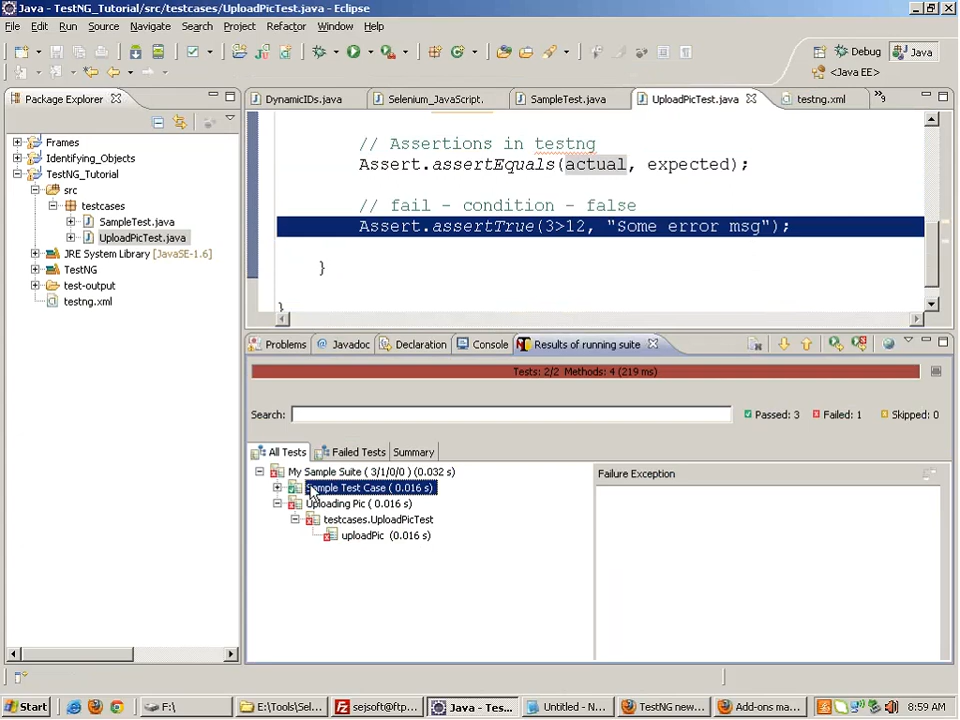 Java - TestNG_Tutorial/src/testcases/UploadPicTest.java - Eclipse
File Edit Run Source Navigate Search Project Refactor Window Help
Debug Java
<Java EE>
Package Explorer
DynamicIDs.java Selenium_JavaScript. SampleTest.java UploadPicTest.java testng.xml »9
Frames
Identifying_Objects
TestNG_Tutorial
src
testcases
SampleTest.java
UploadPicTest.java
JRE System Library [JavaSE-1.6]
TestNG
test-output
testng.xml
// Assertions in testng
Assert.assertEquals(actual, expected);
// fail - condition - false
Assert.assertTrue(3>12, "Some error msg");
}
}
Problems @ Javadoc Declaration Console Results of running suite
Tests: 2/2 Methods: 4 (219 ms)
Search: Passed: 3 Failed: 1 Skipped: 0
All Tests Failed Tests Summary
My Sample Suite ( 3/1/0/0 ) (0.032 s)
Sample Test Case ( 0.016 s)
Uploading Pic ( 0.016 s)
testcases.UploadPicTest
uploadPic (0.016 s)
Failure Exception
Start F:\ E:\Tools\Sel... sejsoft@ftp... Java - Tes... Untitled - N... TestNG new... Add-ons ma... 8:59 AM